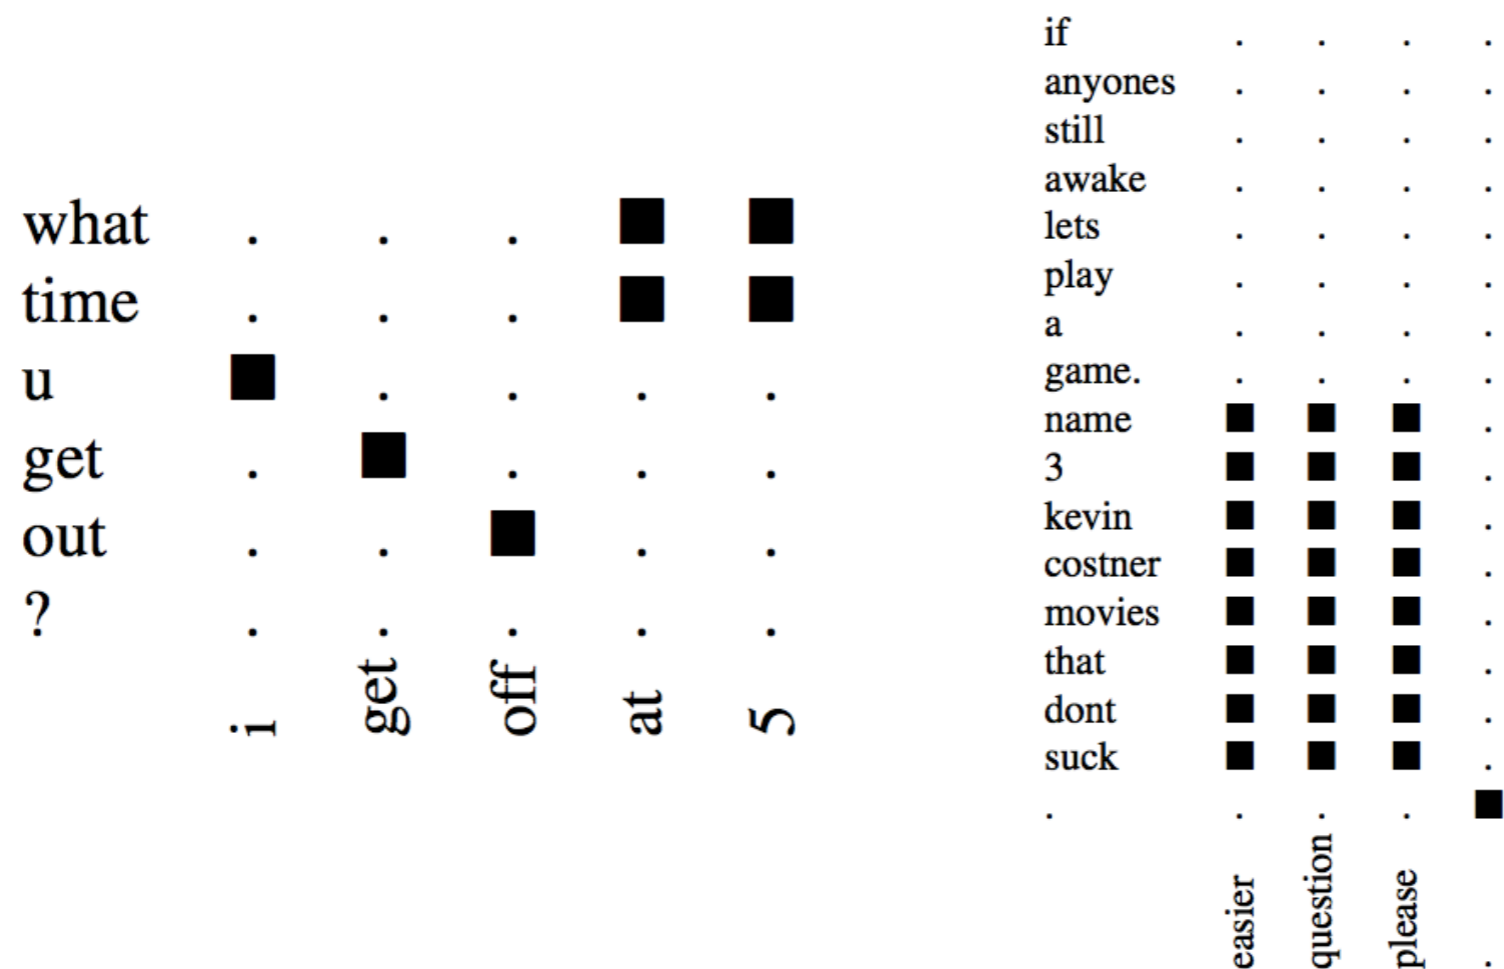 what
time
u
get
out
?
i
get
off
at
5
if
anyones
still
awake
lets
play
a
game.
name
3
kevin
costner
movies
that
dont
suck
.
easier
question
please
.